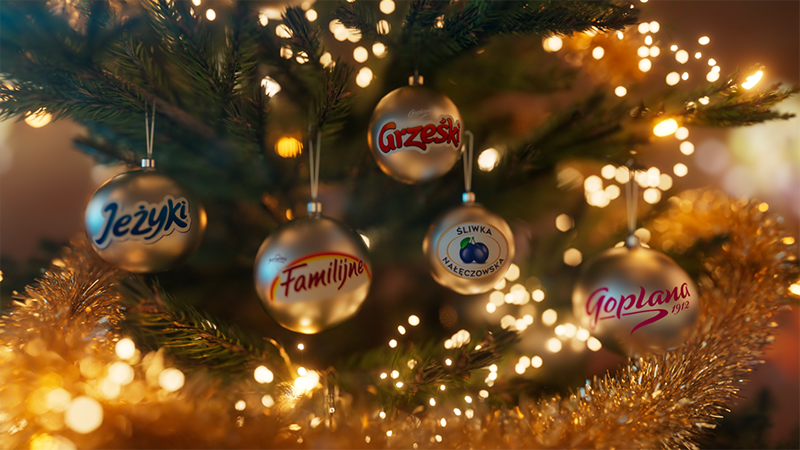 Jeżyki
Familijne
Grześki
ŚLIWKA
NAŁĘCZOWSKA
Goplana
1912